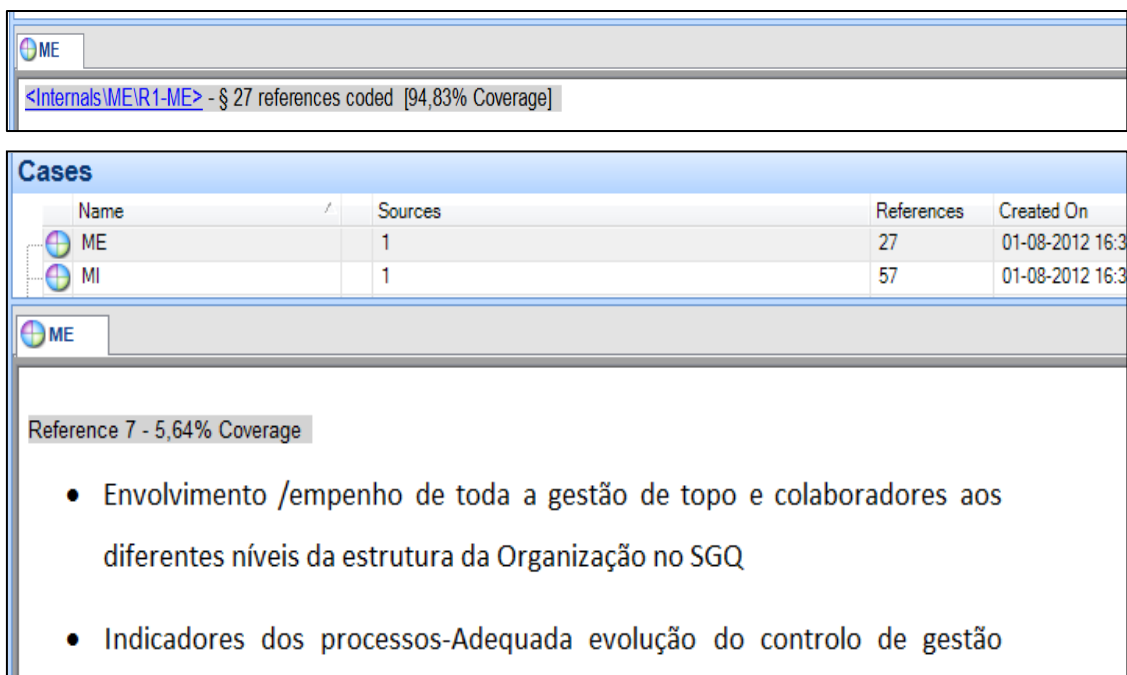 ME
<Internals\ME\R1-ME> - § 27 references coded [94,83% Coverage]
Cases
Name Sources References Created On
ME 1 27 01-08-2012 16:3
MI 1 57 01-08-2012 16:3
ME
Reference 7 - 5,64% Coverage
• Envolvimento /empenho de toda a gestão de topo e colaboradores aos
diferentes níveis da estrutura da Organização no SGQ
• Indicadores dos processos-Adequada evolução do controlo de gestão